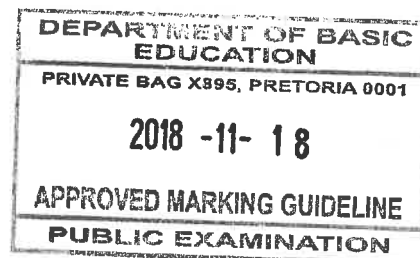 DEPARTMENT OF BASIC
EDUCATION
PRIVATE BAG X895, PRETORIA 0001
2018 -11- 18
APPROVED MARKING GUIDELINE
PUBLIC EXAMINATION